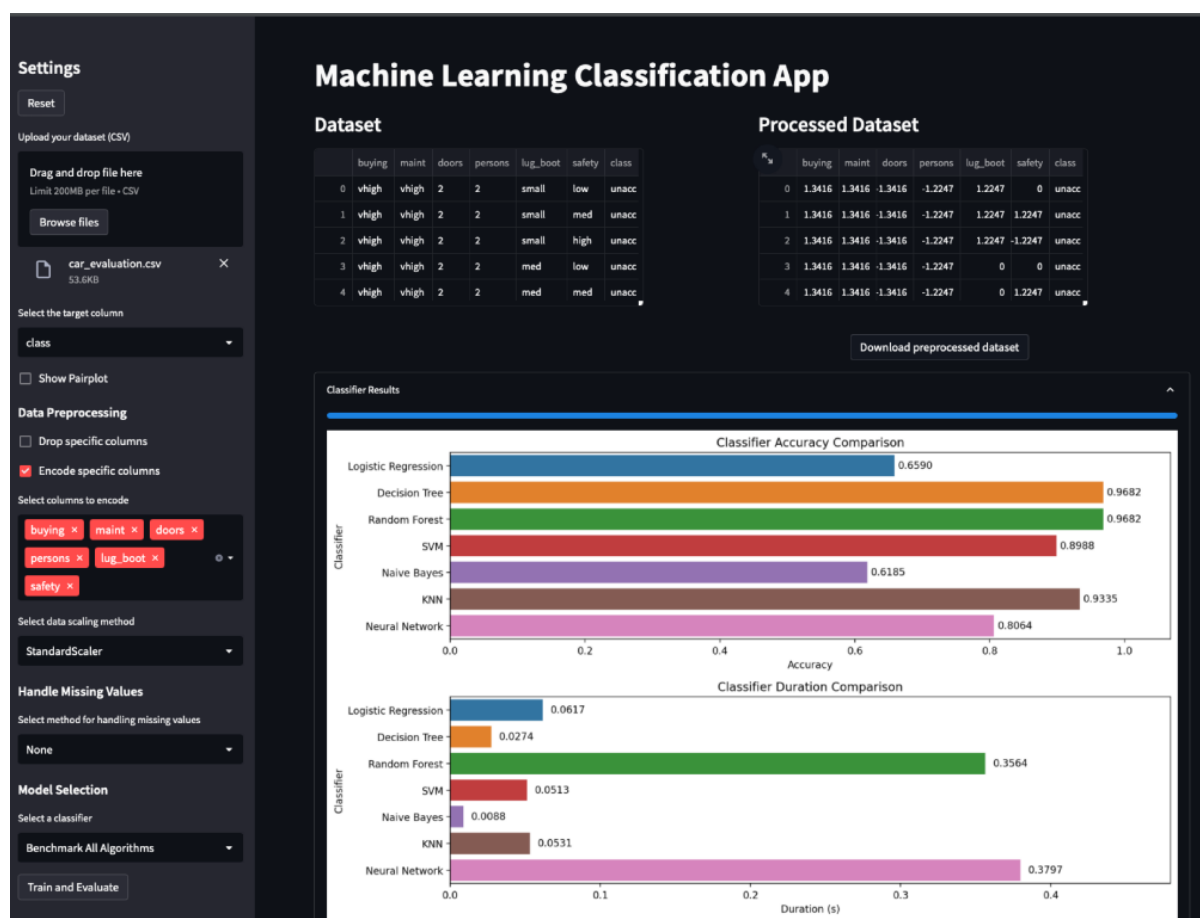 Settings
Reset
Upload your dataset (CSV)
Drag and drop file here
Limit 200MB per file • CSV
Browse files
car_evaluation.csv
53.6KB
Select the target column
class
Show Pairplot
Data Preprocessing
Drop specific columns
Encode specific columns
Select columns to encode
buying × maint × doors ×
persons × lug_boot ×
safety ×
Select data scaling method
StandardScaler
Handle Missing Values
Select method for handling missing values
None
Model Selection
Select a classifier
Benchmark All Algorithms
Train and Evaluate
Machine Learning Classification App
Dataset
buying maint doors persons lug_boot safety class
0 vhigh vhigh 2 2 small low unacc
1 vhigh vhigh 2 2 small med unacc
2 vhigh vhigh 2 2 small high unacc
3 vhigh vhigh 2 2 med low unacc
4 vhigh vhigh 2 2 med med unacc
Processed Dataset
buying maint doors persons lug_boot safety class
0 1.3416 1.3416 -1.3416 -1.2247 1.2247 0 unacc
1 1.3416 1.3416 -1.3416 -1.2247 1.2247 1.2247 unacc
2 1.3416 1.3416 -1.3416 -1.2247 1.2247 -1.2247 unacc
3 1.3416 1.3416 -1.3416 -1.2247 0 0 unacc
4 1.3416 1.3416 -1.3416 -1.2247 0 1.2247 unacc
Download preprocessed dataset
Classifier Results
Classifier Accuracy Comparison
Classifier
Logistic Regression 0.6590
Decision Tree 0.9682
Random Forest 0.9682
SVM 0.8988
Naive Bayes 0.6185
KNN 0.9335
Neural Network 0.8064
0.0 0.2 0.4 0.6 0.8 1.0
Accuracy
Classifier Duration Comparison
Classifier
Logistic Regression 0.0617
Decision Tree 0.0274
Random Forest 0.3564
SVM 0.0513
Naive Bayes 0.0088
KNN 0.0531
Neural Network 0.3797
0.0 0.1 0.2 0.3 0.4
Duration (s)